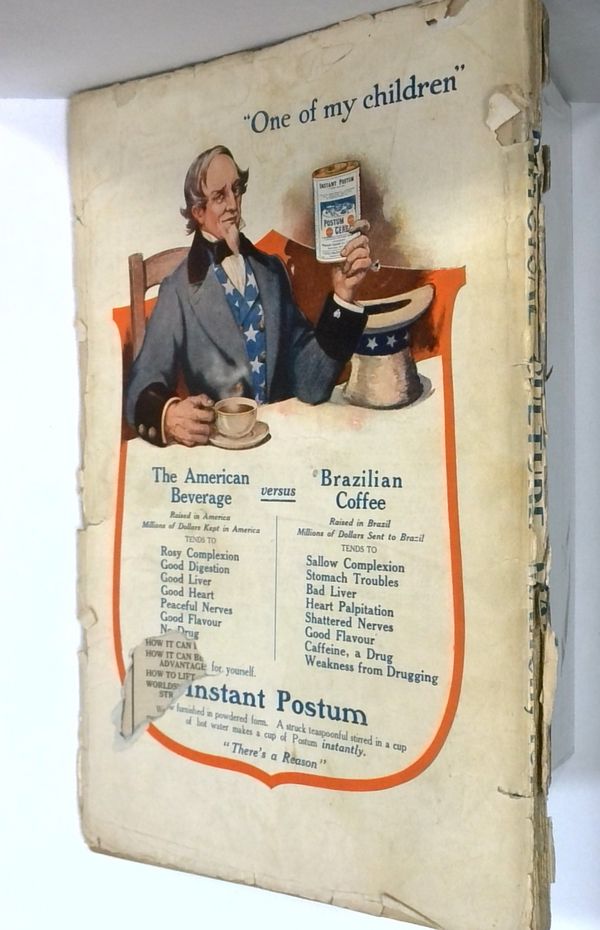 "One of my children"
INSTANT POSTUM
POSTUM
CEREAL
The American
Beverage
versus
Brazilian
Coffee
Raised in America
Millions of Dollars Kept in America
TENDS TO
Rosy Complexion
Good Digestion
Good Liver
Good Heart
Peaceful Nerves
Good Flavour
No Drug
Raised in Brazil
Millions of Dollars Sent to Brazil
TENDS TO
Sallow Complexion
Stomach Troubles
Bad Liver
Heart Palpitation
Shattered Nerves
Good Flavour
Caffeine, a Drug
Weakness from Drugging
HOW IT CAN
HOW IT CAN BE
ADVANTAGE
HOW TO LIFT
WORLDS
for yourself.
Instant Postum
furnished in powdered form. A struck teaspoonful stirred in a cup
of hot water makes a cup of Postum instantly.
"There's a Reason"